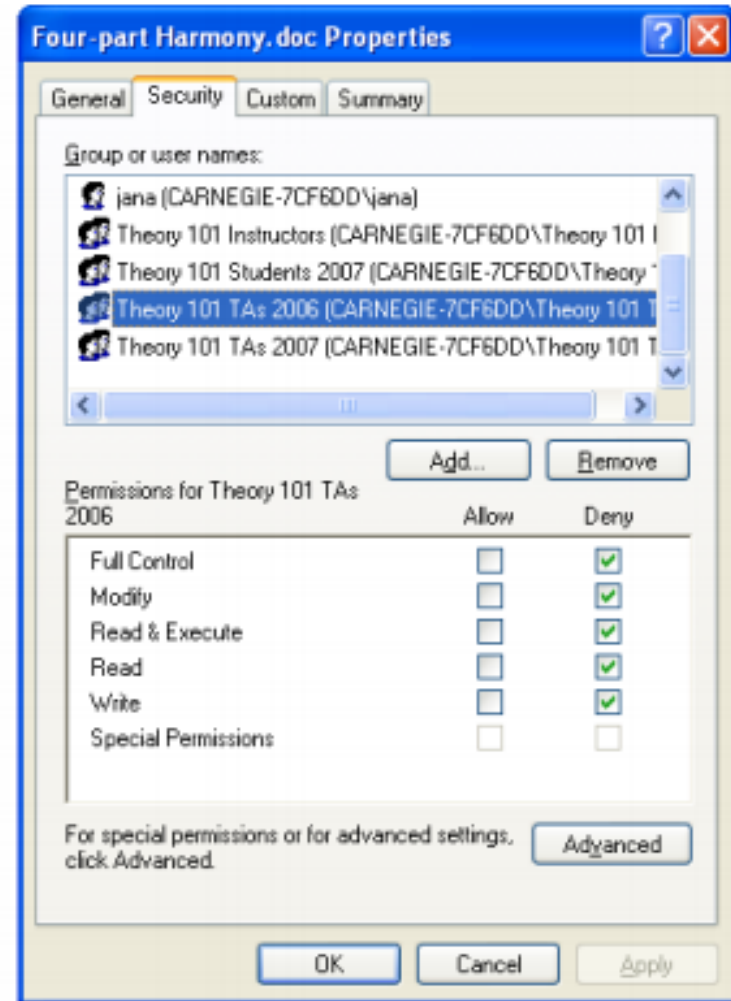 Four-part Harmony.doc Properties
General Security Custom Summary
Group or user names:
jana (CARNEGIE-7CF6DD\jana)
Theory 101 Instructors (CARNEGIE-7CF6DD\Theory 101 I
Theory 101 Students 2007 (CARNEGIE-7CF6DD\Theory
Theory 101 TAs 2006 (CARNEGIE-7CF6DD\Theory 101 T
Theory 101 TAs 2007 (CARNEGIE-7CF6DD\Theory 101 T
Add... Remove
Permissions for Theory 101 TAs
2006 Allow Deny
Full Control
Modify
Read & Execute
Read
Write
Special Permissions
For special permissions or for advanced settings,
click Advanced.
Advanced
OK Cancel Apply